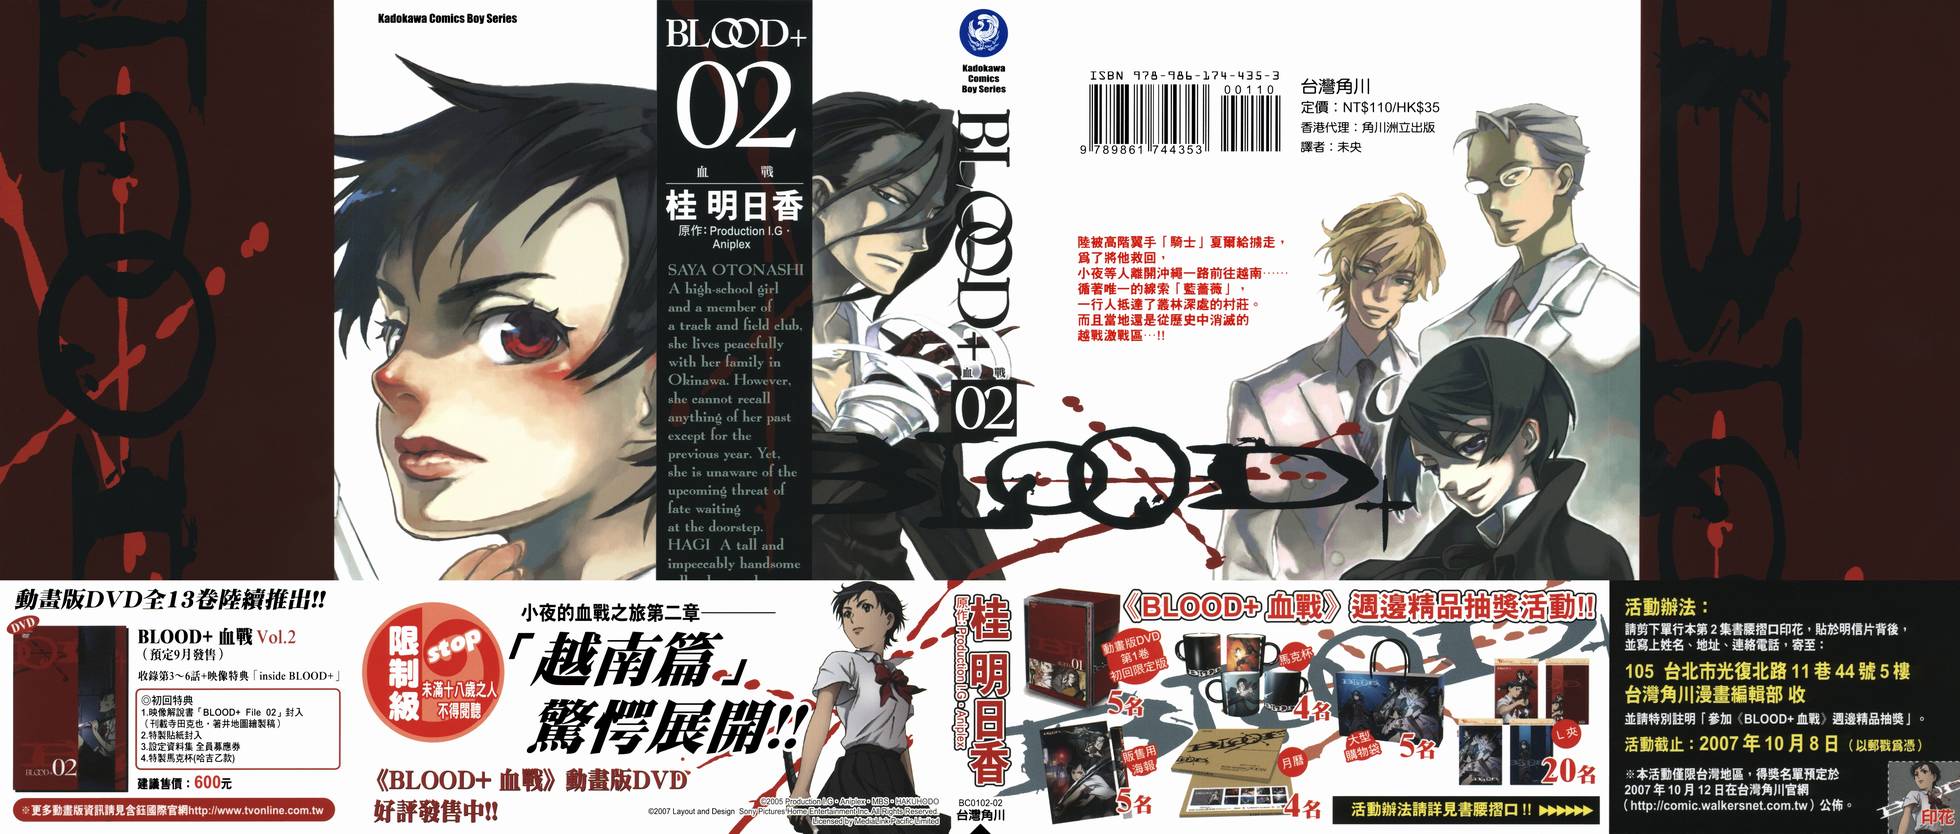 Kadokawa Comics Boy Series
BLOOD+
02
血 戰
桂 明日香
原作：Production I.G・
Aniplex
SAYA OTONASHI
A high-school girl
and a member of
a track and field club,
she lives peacefully
with her family in
Okinawa. However,
she cannot recall
anything of her past
except for the
previous year. Yet,
she is unaware of the
upcoming threat of
fate waiting
at the doorstep.
HAGI A tall and
impeccably handsome
Kadokawa
Comics
Boy Series
BLOOD+
血 戰
02
ISBN 978-986-174-435-3
00110
9 789861 744353
台灣角川
定價：NT$110/HK$35
香港代理：角川洲立出版
譯者：未央
陸被高階翼手「騎士」夏爾給擄走，
爲了將他救回，
小夜等人離開沖繩一路前往越南⋯⋯
循著唯一的線索「藍薔薇」，
一行人抵達了叢林深處的村莊。
而且當地還是從歷史中消滅的
越戰激戰區⋯!!
BLOOD+
動畫版DVD全13卷陸續推出!!
DVD
BLOOD+ 血戰 Vol.2
（預定9月發售）
收錄第3～6話+映像特典「inside BLOOD+」
◎初回特典
1.映像解說書「BLOOD+ File 02」封入
（刊載寺田克也・箸井地圖繪製稿）
2.特製貼紙封入
3.設定資料集 全員募應券
4.特製馬克杯(哈吉乙款)
建議售價：600元
※更多動畫版資訊請見含鈺國際官網http://www.tvonline.com.tw
BLOOD+ 02
限制級
stop
未滿十八歲之人
不得閱聽
小夜的血戰之旅第二章
「越南篇」
驚愕展開!!
《BLOOD+ 血戰》動畫版DVD
好評發售中!!
©2005 Production I.G・Aniplex・MBS・HAKUHODO
©2007 Layout and Design Sony Pictures Home Entertainment Inc. All Rights Reserved.
Licensed by MediaLink Pacific Limited
桂 明日香
原作：Production I.G・Aniplex
BC0102-02
台灣角川
《BLOOD+ 血戰》週邊精品抽獎活動!!
01
動畫版DVD
第1卷
初回限定版
5名
馬克杯
4名
大型
購物袋
5名
L夾
20名
販售用
海報
5名
月曆
4名
活動辦法請詳見書腰摺口!!
活動辦法：
請剪下單行本第2集書腰摺口印花，貼於明信片背後，
並寫上姓名、地址、連絡電話，寄至：
105 台北市光復北路11巷44號5樓
台灣角川漫畫編輯部 收
並請特別註明「參加《BLOOD+血戰》週邊精品抽獎」。
活動截止：2007年10月8日（以郵戳爲憑）
※本活動僅限台灣地區，得獎名單預定於
2007年10月12日在台灣角川官網
（http://comic.walkersnet.com.tw）公佈。
印花